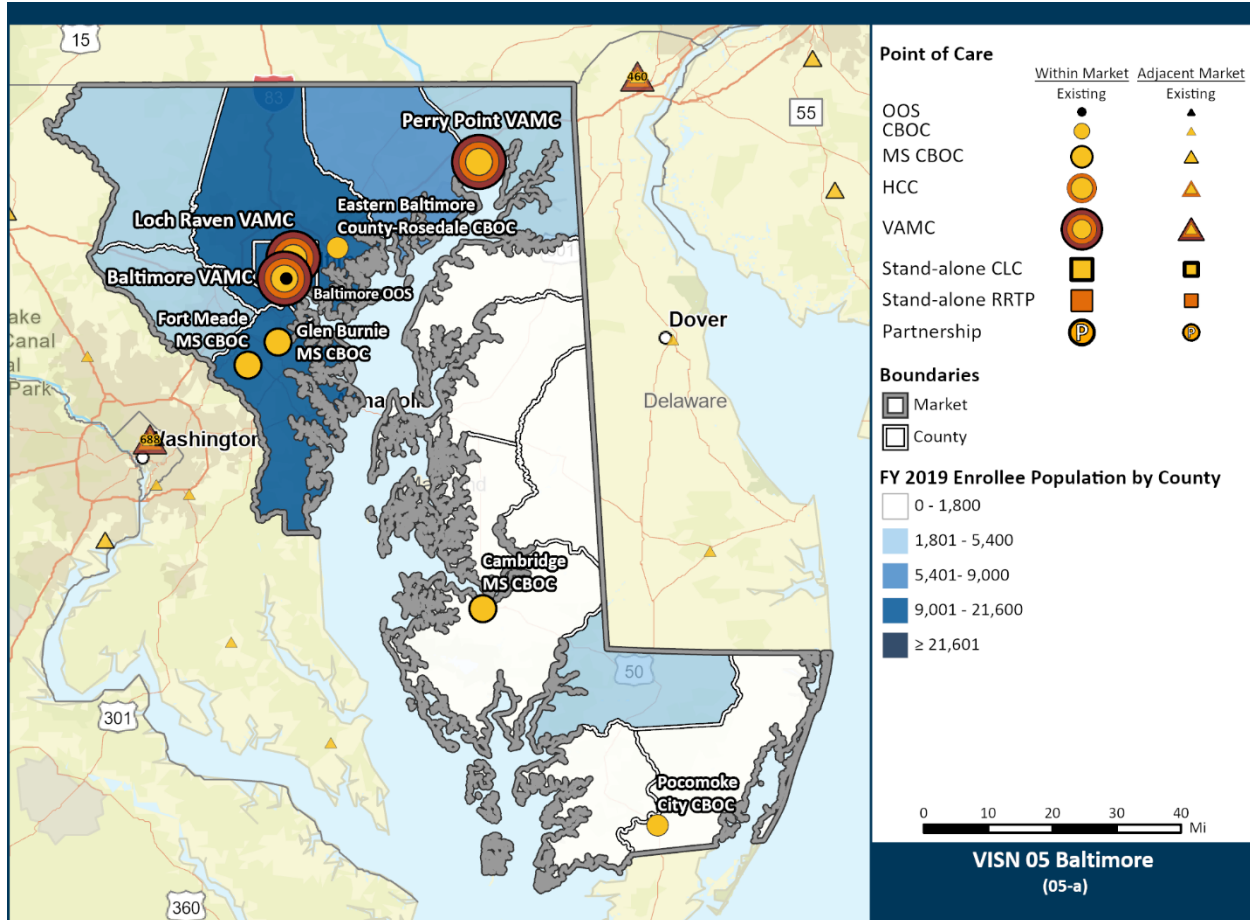 15
83
460
55
Perry Point VAMC
Eastern Baltimore
County-Rosedale CBOC
Loch Raven VAMC
301
Baltimore VAMC
Baltimore OOS
Fort Meade
MS CBOC
Glen Burnie
MS CBOC
Dover
Delaware
Park
688
Washington
Cambridge
MS CBOC
50
301
Pocomoke
City CBOC
360
Point of Care
Within Market
Adjacent Market
Existing
Existing
OOS
CBOC
MS CBOC
HCC
VAMC
Stand-alone CLC
Stand-alone RRTP
Partnership
P
P
Boundaries
Market
County
FY 2019 Enrollee Population by County
0 - 1,800
1,801 - 5,400
5,401- 9,000
9,001 - 21,600
≥ 21,601
0 10 20 30 40
Mi
VISN 05 Baltimore
(05-a)